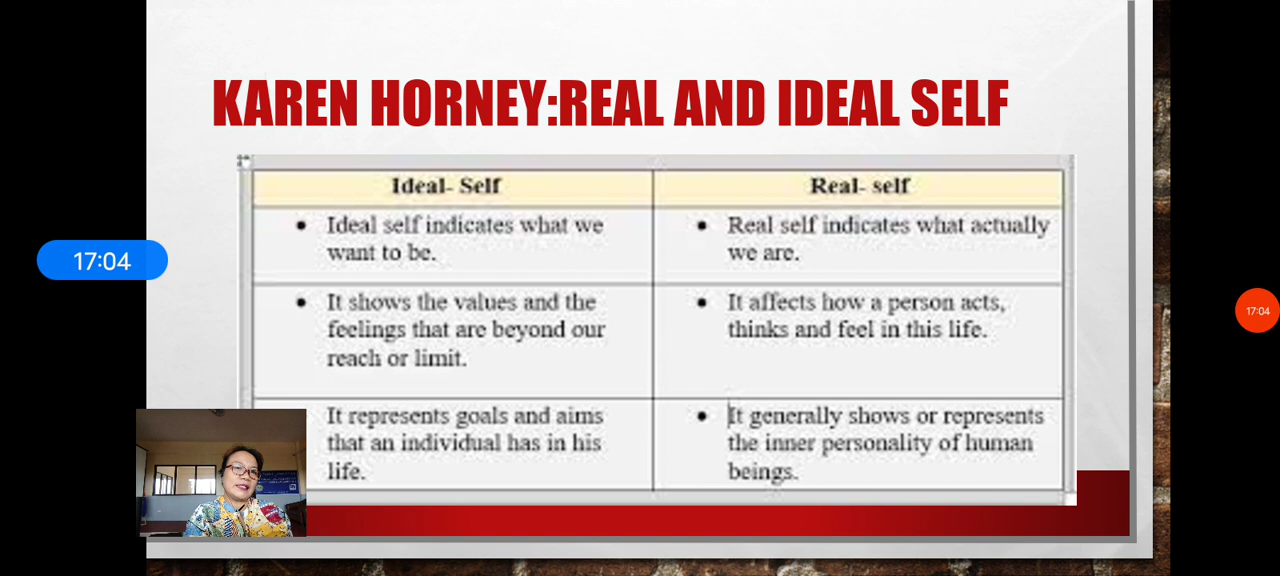 KAREN HORNEY:REAL AND IDEAL SELF
Ideal- Self
Real- self
• Ideal self indicates what we
want to be.
• Real self indicates what actually
we are.
17:04
17:04
• It shows the values and the
feelings that are beyond our
reach or limit.
• It affects how a person acts,
thinks and feel in this life.
It represents goals and aims
that an individual has in his
life.
• It generally shows or represents
the inner personality of human
beings.